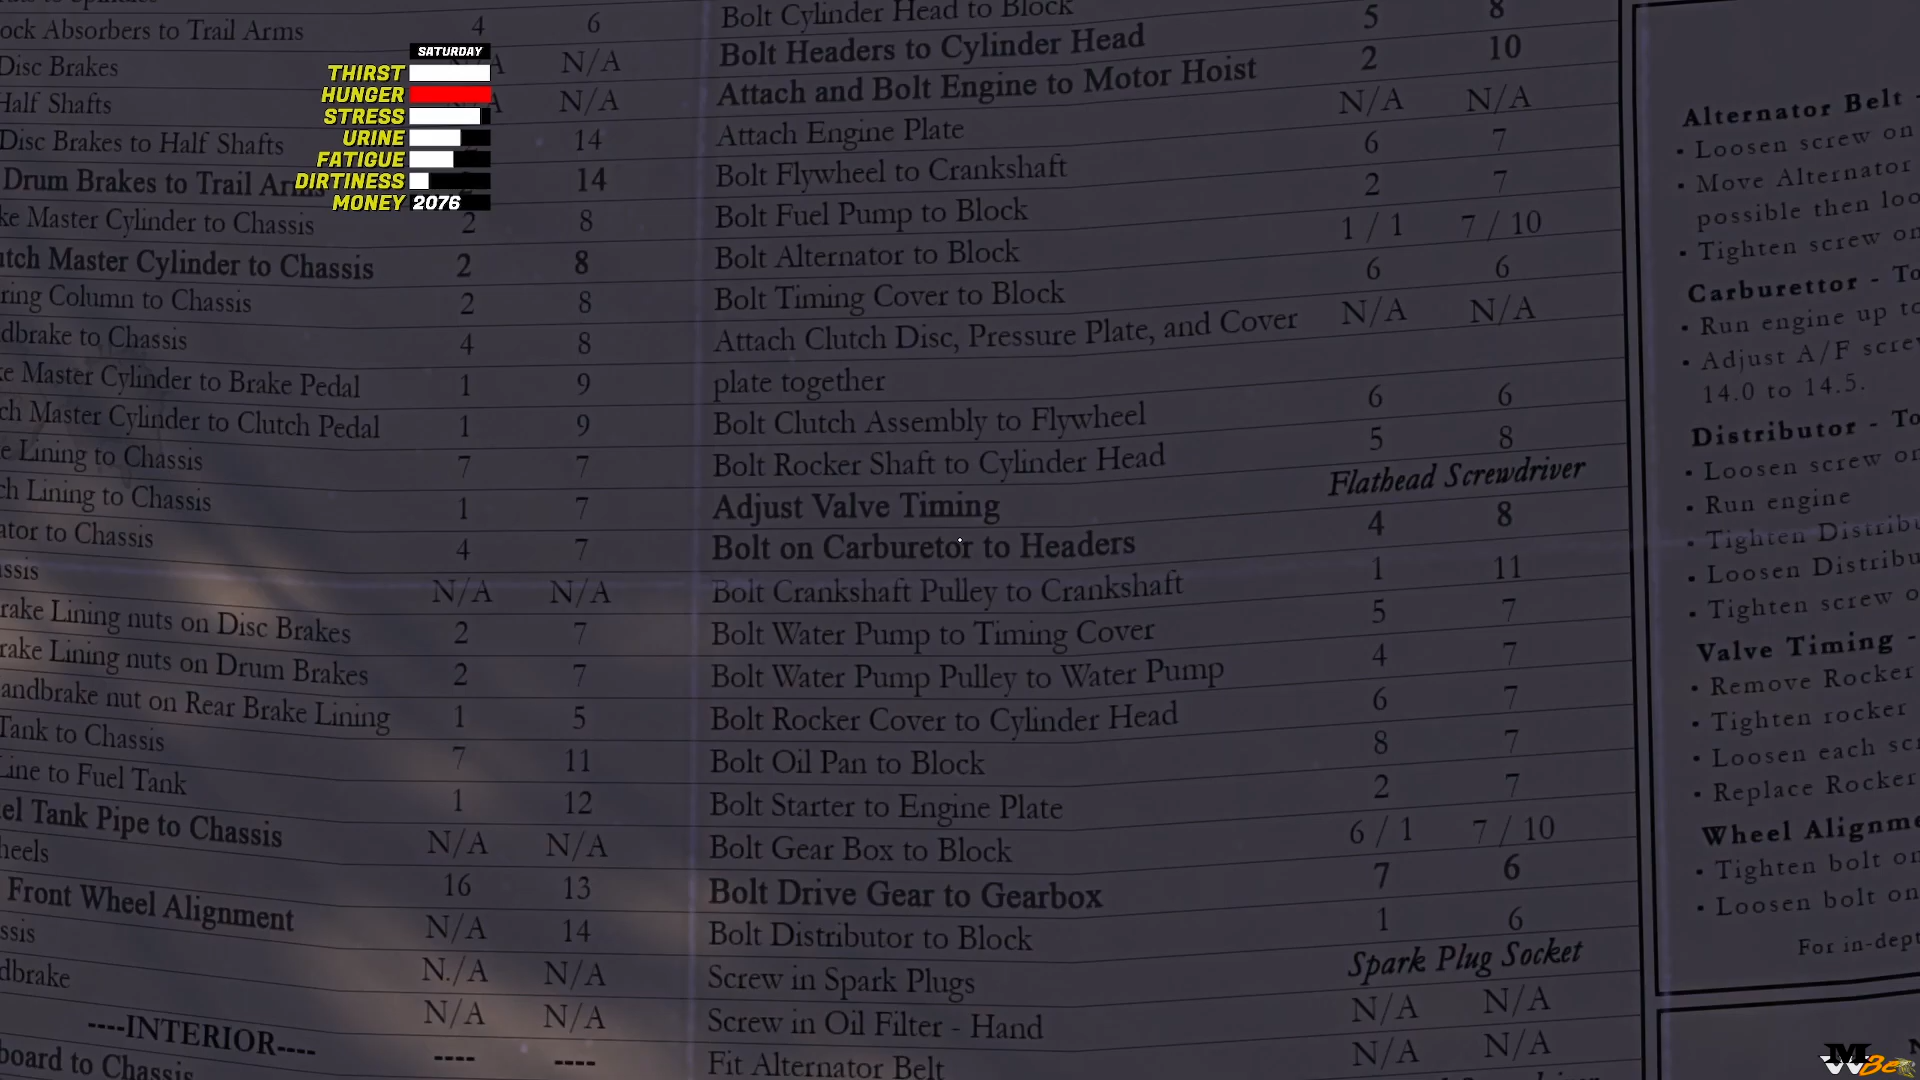 SATURDAY
THIRST
HUNGER
STRESS
URINE
FATIGUE
DIRTINESS
MONEY 2076
ock Absorbers to Trail Arms 4 6
Disc Brakes N/A
Half Shafts N/A
Disc Brakes to Half Shafts 14
Drum Brakes to Trail 14
ke Master Cylinder to Chassis 2 8
utch Master Cylinder to Chassis 2 8
ring Column to Chassis 2 8
dbrake to Chassis 4 8
ke Master Cylinder to Brake Pedal 1 9
ch Master Cylinder to Clutch Pedal 1 9
e Lining to Chassis 7 7
ch Lining to Chassis 1 7
ator to Chassis 4 7
assis N/A N/A
rake Lining nuts on Disc Brakes 2 7
rake Lining nuts on Drum Brakes 2 7
andbrake nut on Rear Brake Lining 1 5
Tank to Chassis 7 11
Line to Fuel Tank 1 12
el Tank Pipe to Chassis N/A N/A
heels 16 13
Front Wheel Alignment N/A 14
ssis N./A N/A
dbrake N/A N/A
----INTERIOR---- ---- ----
board to Chassis
Bolt Cylinder Head to Block 5 8
Bolt Headers to Cylinder Head 2 10
Attach and Bolt Engine to Motor Hoist N/A N/A
Attach Engine Plate 6 7
Bolt Flywheel to Crankshaft 2 7
Bolt Fuel Pump to Block 1 / 1 7 / 10
Bolt Alternator to Block 6 6
Bolt Timing Cover to Block N/A N/A
Attach Clutch Disc, Pressure Plate, and Cover
plate together 6 6
Bolt Clutch Assembly to Flywheel 5 8
Bolt Rocker Shaft to Cylinder Head Flathead Screwdriver
Adjust Valve Timing 4 8
Bolt on Carburetor to Headers 1 11
Bolt Crankshaft Pulley to Crankshaft 5 7
Bolt Water Pump to Timing Cover 4 7
Bolt Water Pump Pulley to Water Pump 6 7
Bolt Rocker Cover to Cylinder Head 8 7
Bolt Oil Pan to Block 2 7
Bolt Starter to Engine Plate 6 / 1 7 / 10
Bolt Gear Box to Block 7 6
Bolt Drive Gear to Gearbox 1 6
Bolt Distributor to Block Spark Plug Socket
Screw in Spark Plugs N/A N/A
Screw in Oil Filter - Hand N/A N/A
Fit Alternator Belt
Alternator Belt -
• Loosen screw on
• Move Alternator
possible then loo
• Tighten screw on
Carburettor - To
• Run engine up to
• Adjust A/F screw
14.0 to 14.5.
Distributor - To
• Loosen screw on
• Run engine
• Tighten Distribu
• Loosen Distribu
• Tighten screw o
Valve Timing -
• Remove Rocker
• Tighten rocker
• Loosen each scr
• Replace Rocker
Wheel Alignme
• Tighten bolt on
• Loosen bolt on
For in-dept